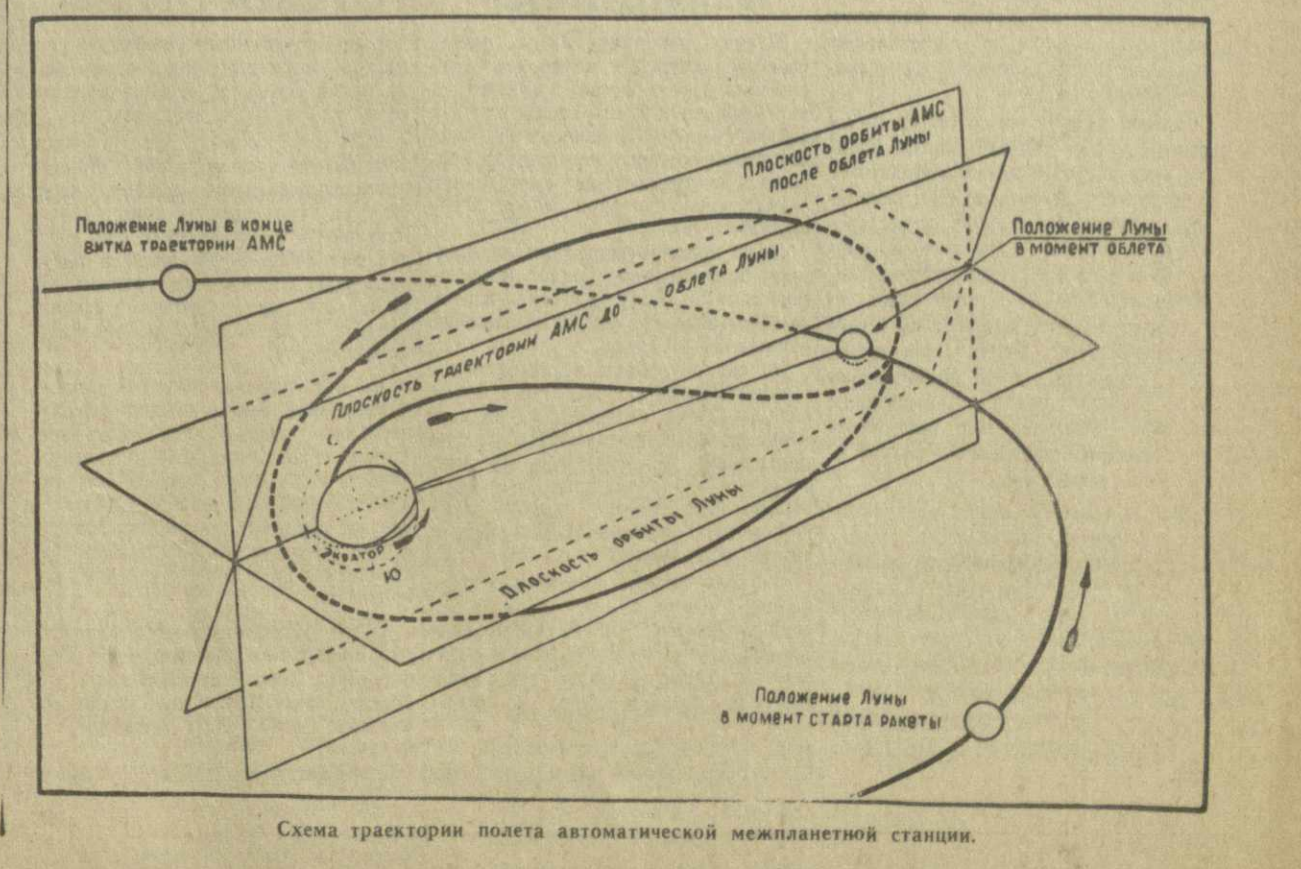 Плоскость орбиты АМС
после облета Луны
Положение Луны в конце
витка траектории АМС
Положение Луны
в момент облета
Плоскость траектории АМС до облета Луны
С.
Экватор
Ю
Плоскость орбиты Луны
Положение Луны
в момент старта ракеты
Схема траектории полета автоматической межпланетной станции.